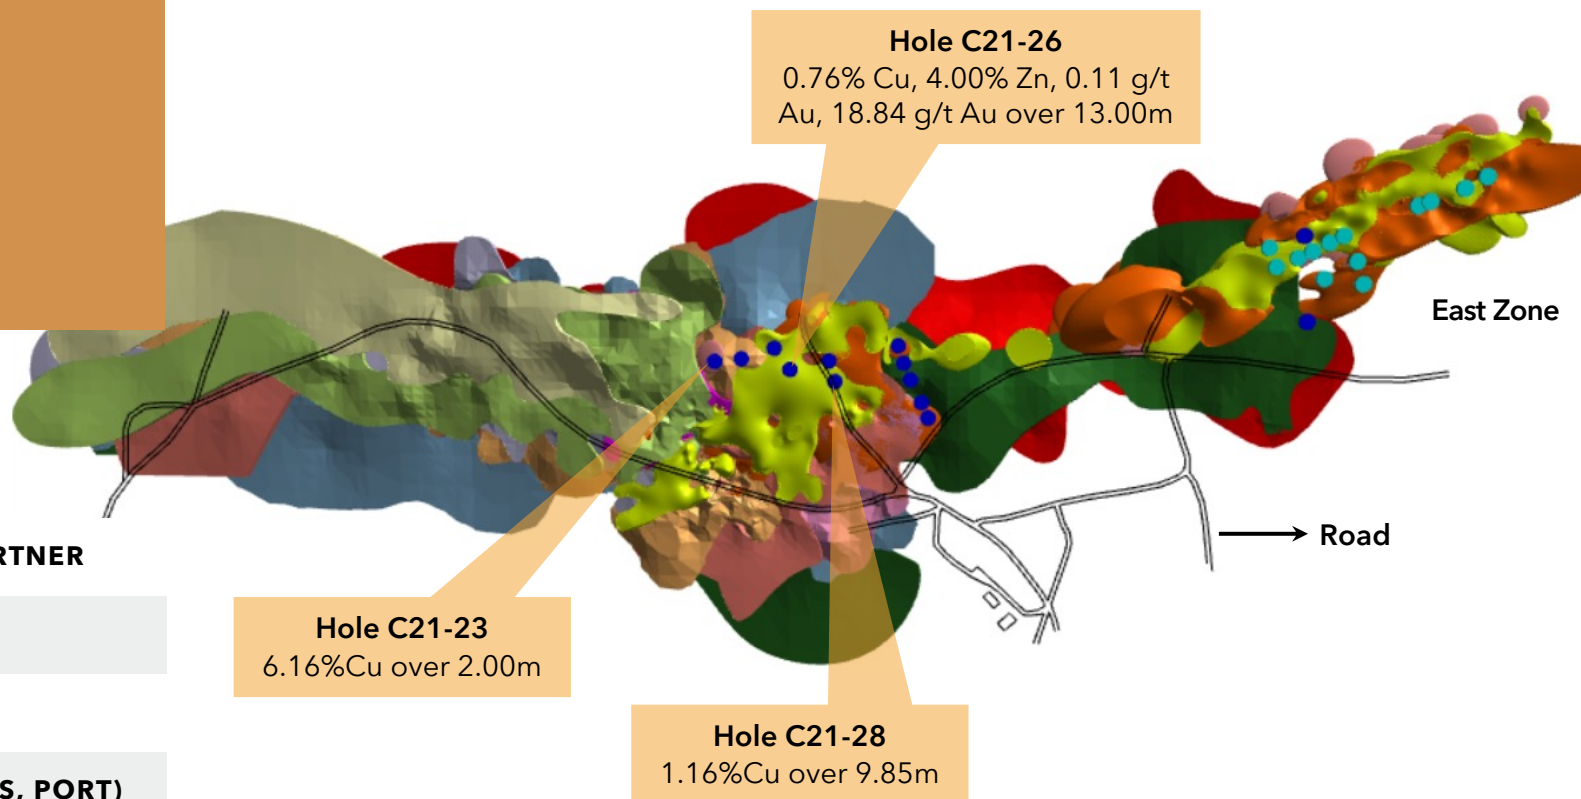 Hole C21-26
0.76% Cu, 4.00% Zn, 0.11 g/t
Au, 18.84 g/t Au over 13.00m
East Zone
Road
RTNER
Hole C21-23
6.16%Cu over 2.00m
Hole C21-28
1.16%Cu over 9.85m
S, PORT)